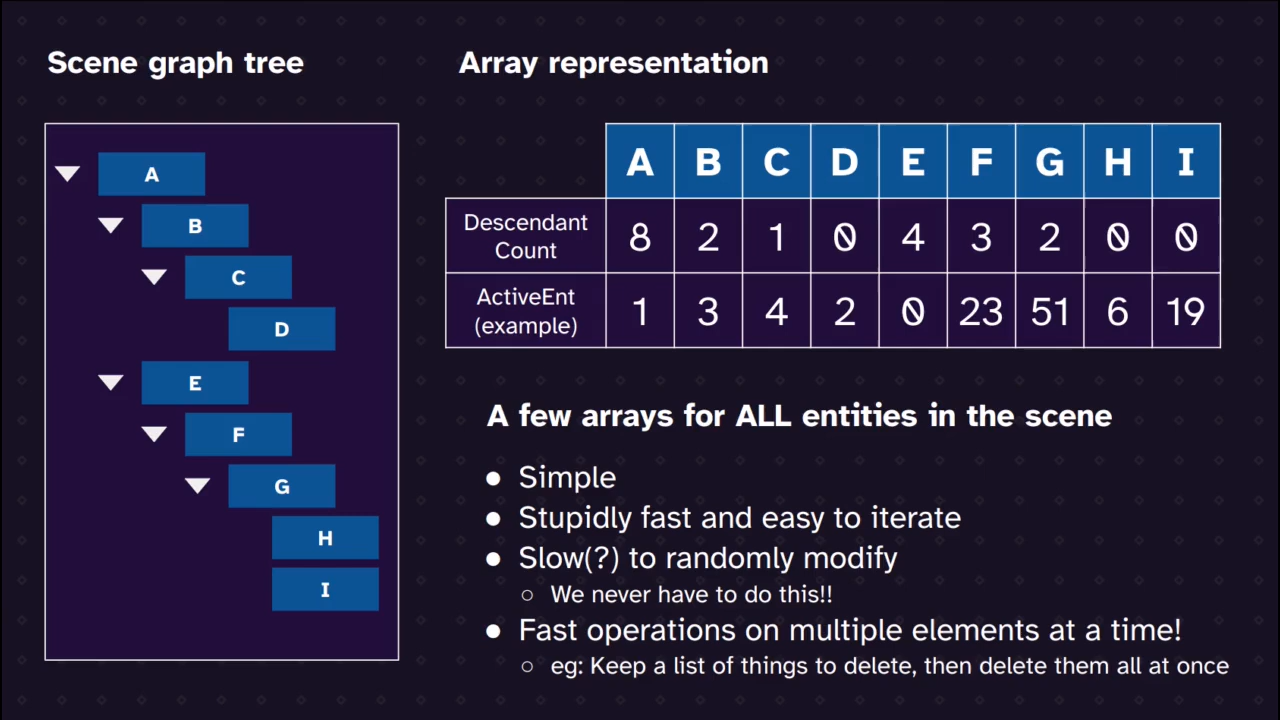 Scene graph tree
A
B
C
D
E
F
G
H
I
Array representation
A B C D E F G H I
Descendant
Count
8 2 1 0 4 3 2 0 0
ActiveEnt
(example)
1 3 4 2 0 23 51 6 19
A few arrays for ALL entities in the scene
● Simple
● Stupidly fast and easy to iterate
● Slow(?) to randomly modify
○ We never have to do this!!
● Fast operations on multiple elements at a time!
○ eg: Keep a list of things to delete, then delete them all at once